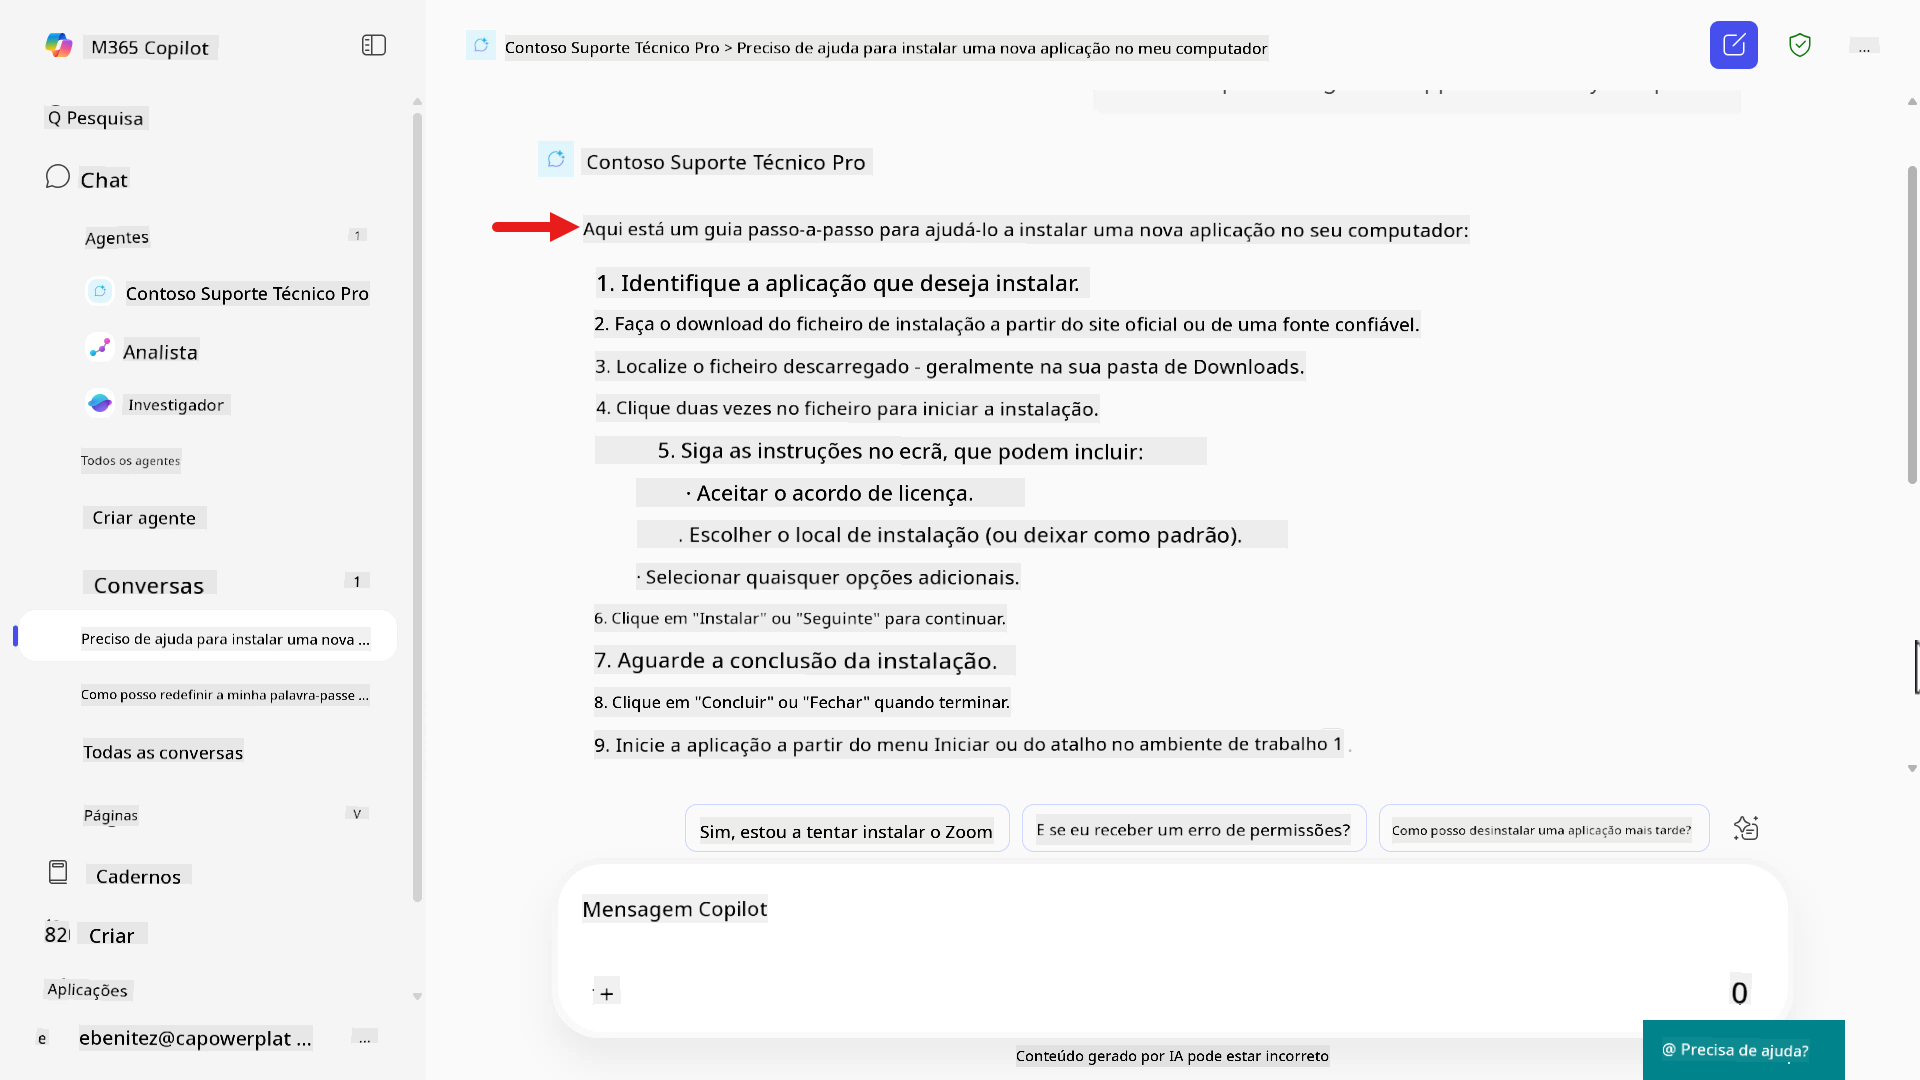 M365 Copilot
Q Pesquisa
Chat
Agentes 1
Contoso Suporte Técnico Pro
Analista
Investigador
Todos os agentes
Criar agente
Conversas 1
Preciso de ajuda para instalar uma nova ...
Como posso redefinir a minha palavra-passe ...
Todas as conversas
Páginas V
Cadernos
82 Criar
Aplicações
e ebenitez@capowerplat ... ...
Contoso Suporte Técnico Pro > Preciso de ajuda para instalar uma nova aplicação no meu computador
...
Contoso Suporte Técnico Pro
Aqui está um guia passo-a-passo para ajudá-lo a instalar uma nova aplicação no seu computador:
1. Identifique a aplicação que deseja instalar.
2. Faça o download do ficheiro de instalação a partir do site oficial ou de uma fonte confiável.
3. Localize o ficheiro descarregado - geralmente na sua pasta de Downloads.
4. Clique duas vezes no ficheiro para iniciar a instalação.
5. Siga as instruções no ecrã, que podem incluir:
· Aceitar o acordo de licença.
. Escolher o local de instalação (ou deixar como padrão).
· Selecionar quaisquer opções adicionais.
6. Clique em "Instalar" ou "Seguinte" para continuar.
7. Aguarde a conclusão da instalação.
8. Clique em "Concluir" ou "Fechar" quando terminar.
9. Inicie a aplicação a partir do menu Iniciar ou do atalho no ambiente de trabalho 1 .
Sim, estou a tentar instalar o Zoom
E se eu receber um erro de permissões?
Como posso desinstalar uma aplicação mais tarde?
Mensagem Copilot
+
0
Conteúdo gerado por IA pode estar incorreto
@ Precisa de ajuda?